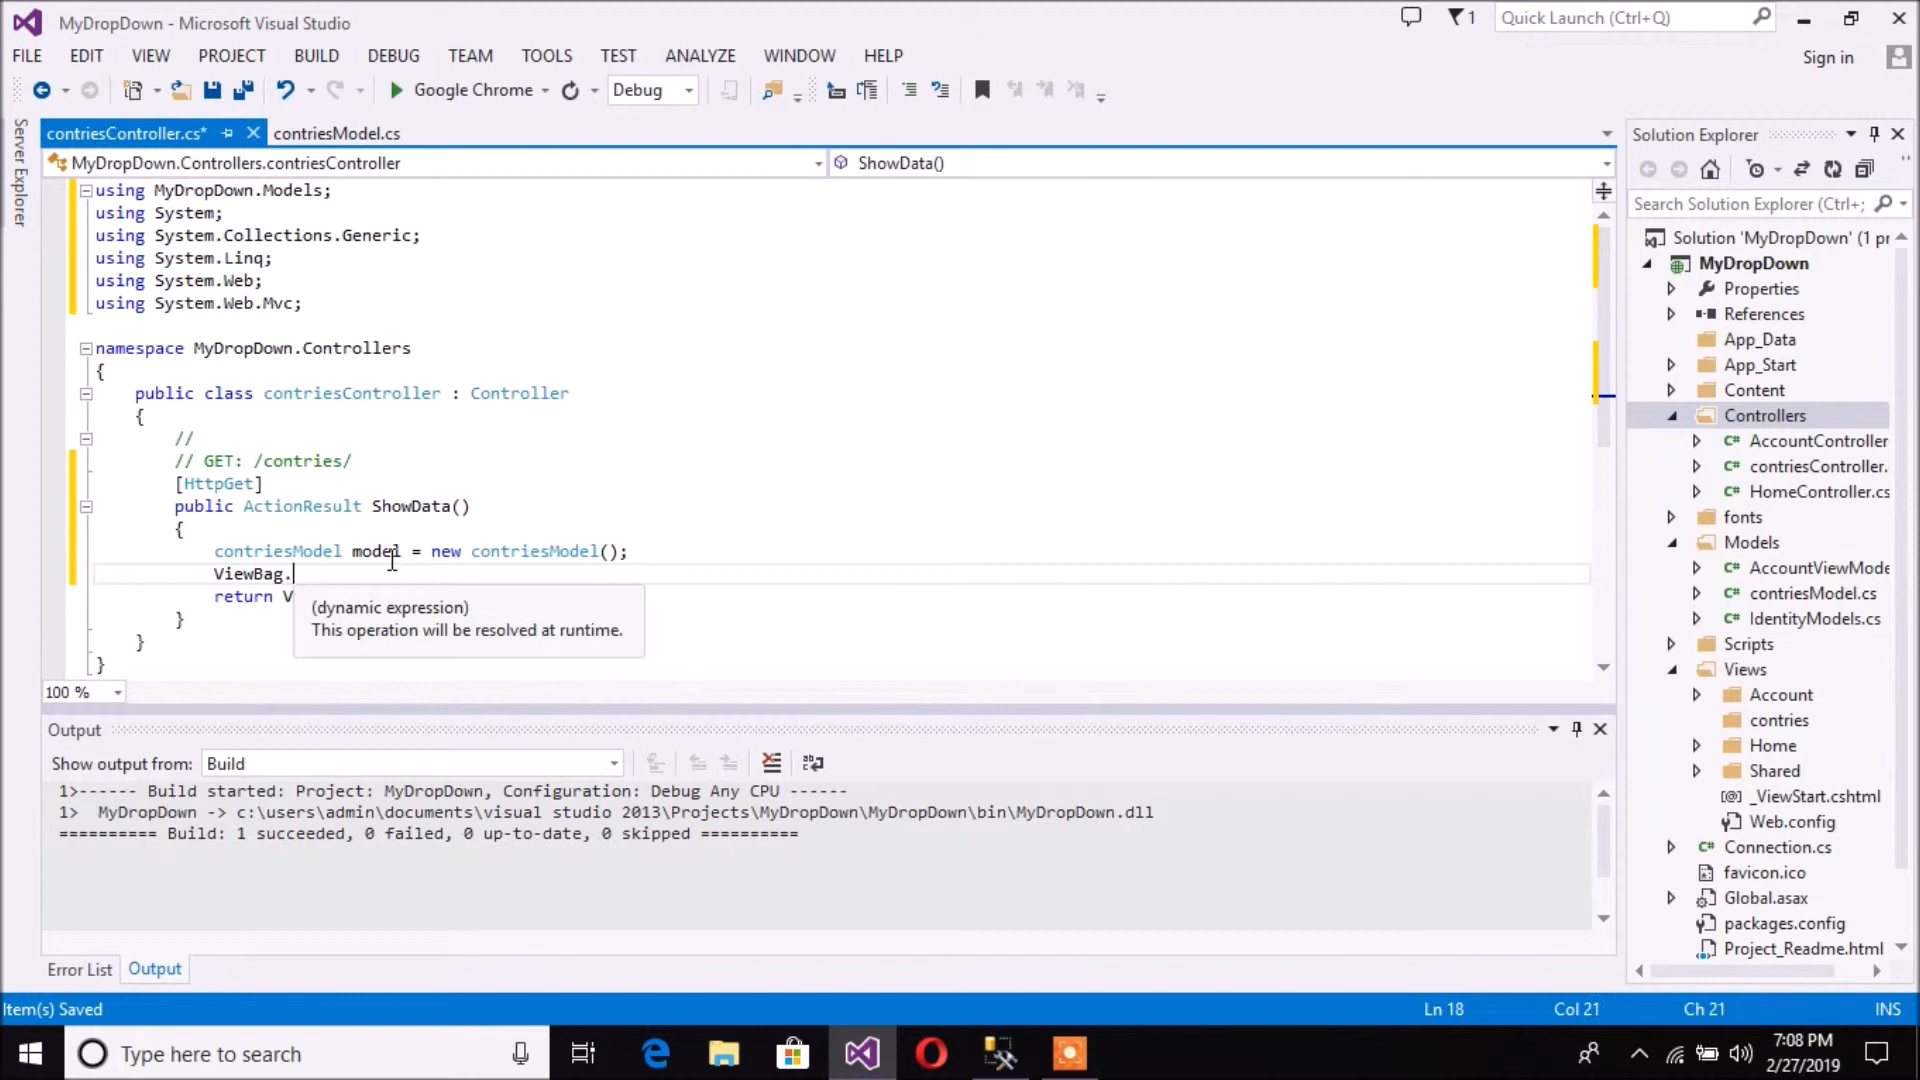 MyDropDown - Microsoft Visual Studio
1
Quick Launch (Ctrl+Q)
FILE EDIT VIEW PROJECT BUILD DEBUG TEAM TOOLS TEST ANALYZE WINDOW HELP
Sign in
Google Chrome
Debug
Server Explorer
contriesController.cs*
contriesModel.cs
MyDropDown.Controllers.contriesController
ShowData()
using MyDropDown.Models;
using System;
using System.Collections.Generic;
using System.Linq;
using System.Web;
using System.Web.Mvc;
namespace MyDropDown.Controllers
{
public class contriesController : Controller
{
//
// GET: /contries/
[HttpGet]
public ActionResult ShowData()
{
contriesModel model = new contriesModel();
ViewBag.
return V
(dynamic expression)
This operation will be resolved at runtime.
}
}
}
100 %
Output
Show output from: Build
1>------ Build started: Project: MyDropDown, Configuration: Debug Any CPU ------
1>  MyDropDown -> c:\users\admin\documents\visual studio 2013\Projects\MyDropDown\MyDropDown\bin\MyDropDown.dll
========== Build: 1 succeeded, 0 failed, 0 up-to-date, 0 skipped ==========
Error List
Output
Solution Explorer
Search Solution Explorer (Ctrl+;
Solution 'MyDropDown' (1 pr
MyDropDown
Properties
References
App_Data
App_Start
Content
Controllers
C# AccountController
C# contriesController.
C# HomeController.cs
fonts
Models
C# AccountViewMode
C# contriesModel.cs
C# IdentityModels.cs
Scripts
Views
Account
contries
Home
Shared
[@] _ViewStart.cshtml
Web.config
C# Connection.cs
favicon.ico
Global.asax
packages.config
Project_Readme.html
Item(s) Saved
Ln 18
Col 21
Ch 21
INS
Type here to search
7:08 PM
2/27/2019